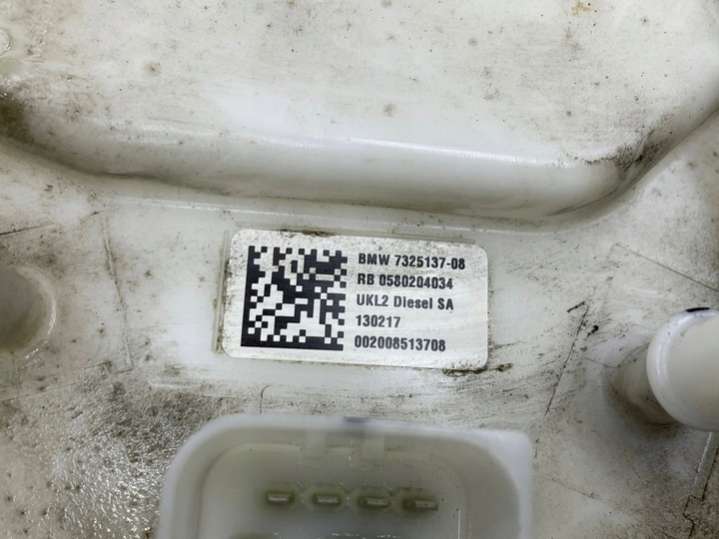 BMW 7325137-08
RB 0580204034
UKL2 Diesel SA
130217
002008513708